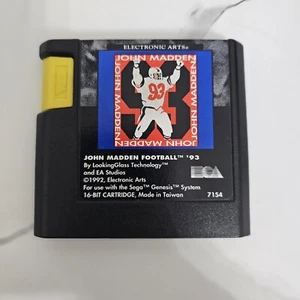 ELECTRONIC ARTS®
JOHN MADDEN
JOHN MADDEN
JOHN MADDEN
93
JOHN MADDEN
JOHN MADDEN FOOTBALL™ '93
By LookingGlass Technology™
and EA Studios
©1992, Electronic Arts
For use with the Sega™ Genesis™ System
16-BIT CARTRIDGE, Made in Taiwan
7154